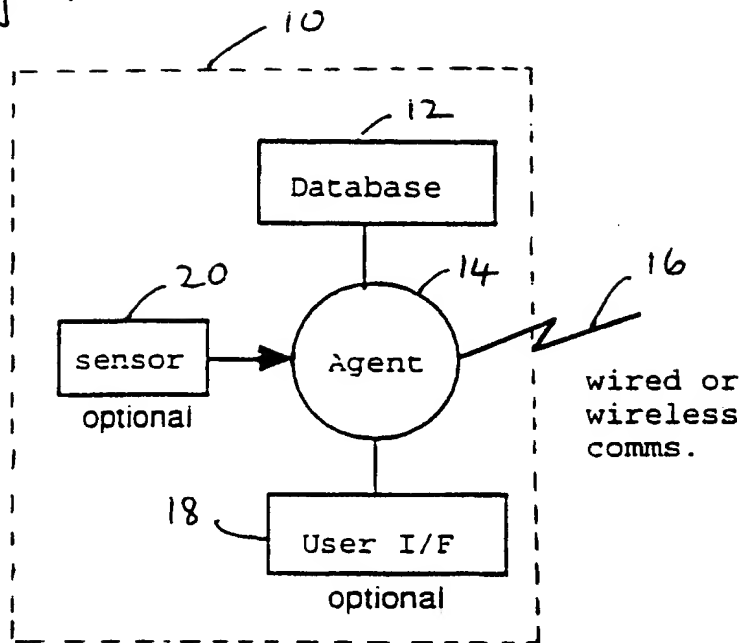 10
12
Database
20
14
16
sensor
Agent
optional
wired or
wireless
comms.
18
User I/F
optional